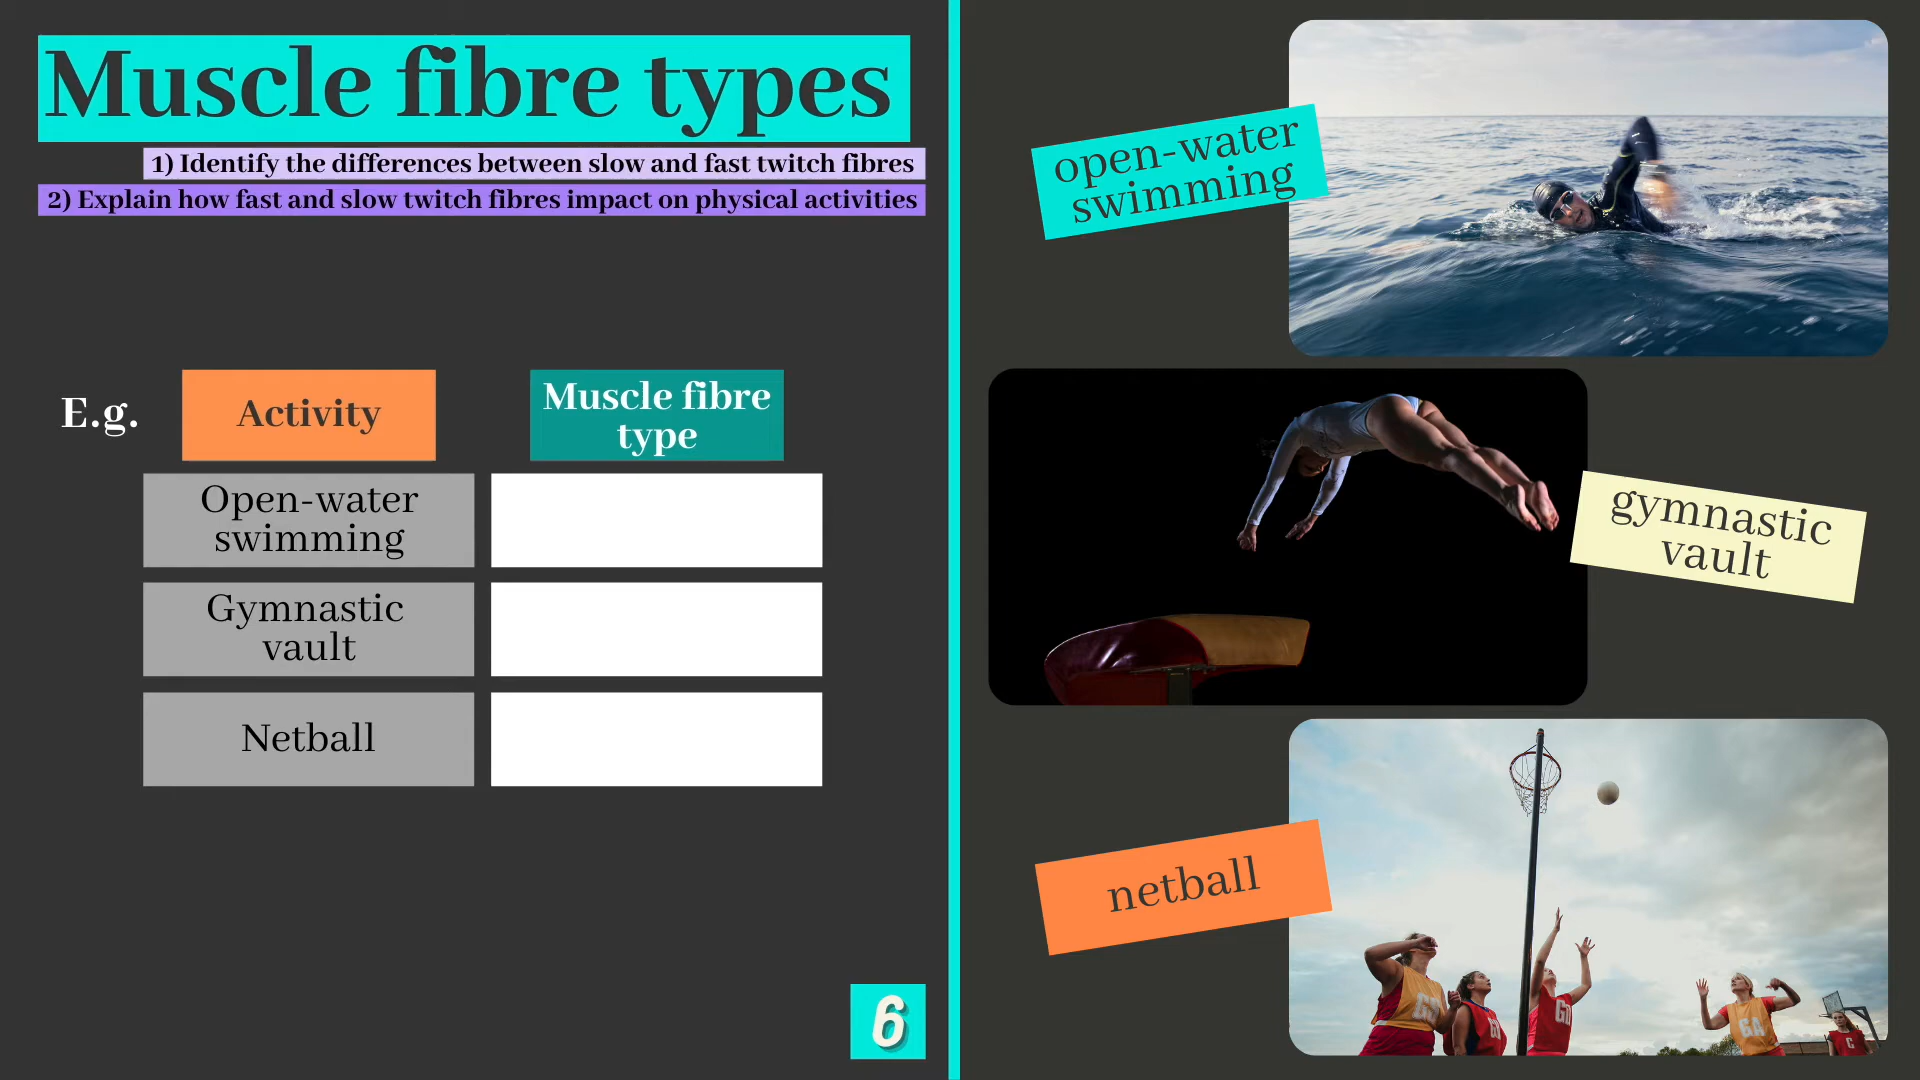 Muscle fibre types
1) Identify the differences between slow and fast twitch fibres
2) Explain how fast and slow twitch fibres impact on physical activities
E.g.
Activity
Muscle fibre
type
Open-water
swimming
Gymnastic
vault
Netball
6
open-water
swimming
gymnastic
vault
netball
GA
C